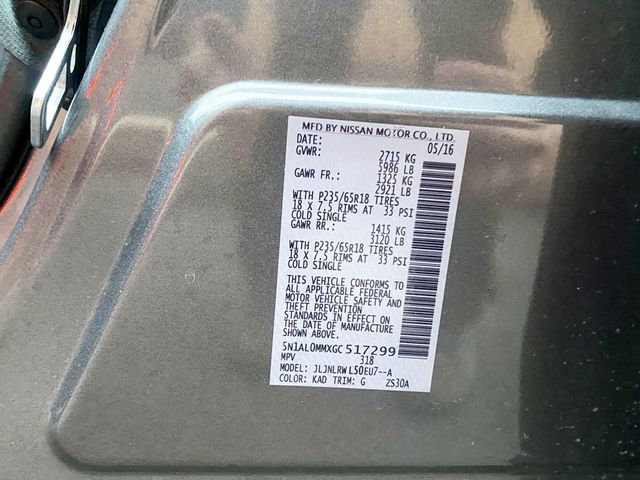 MFD BY NISSAN MOTOR CO., LTD.
DATE: 05/16
GVWR: 2715 KG
5986 LB
GAWR FR.: 1325 KG
2921 LB
WITH P235/65R18 TIRES
18 X 7.5 RIMS AT 33 PSI
COLD SINGLE
GAWR RR.: 1415 KG
3120 LB
WITH P235/65R18 TIRES
18 X 7.5 RIMS AT 33 PSI
COLD SINGLE
THIS VEHICLE CONFORMS TO
ALL APPLICABLE FEDERAL
MOTOR VEHICLE SAFETY AND
THEFT PREVENTION
STANDARDS IN EFFECT ON
THE DATE OF MANUFACTURE
SHOWN ABOVE.
5N1AL0MMXGC517299
MPV 318
MODEL: JLJNLRWL50EU7--A
COLOR: KAD TRIM: G ZS30A